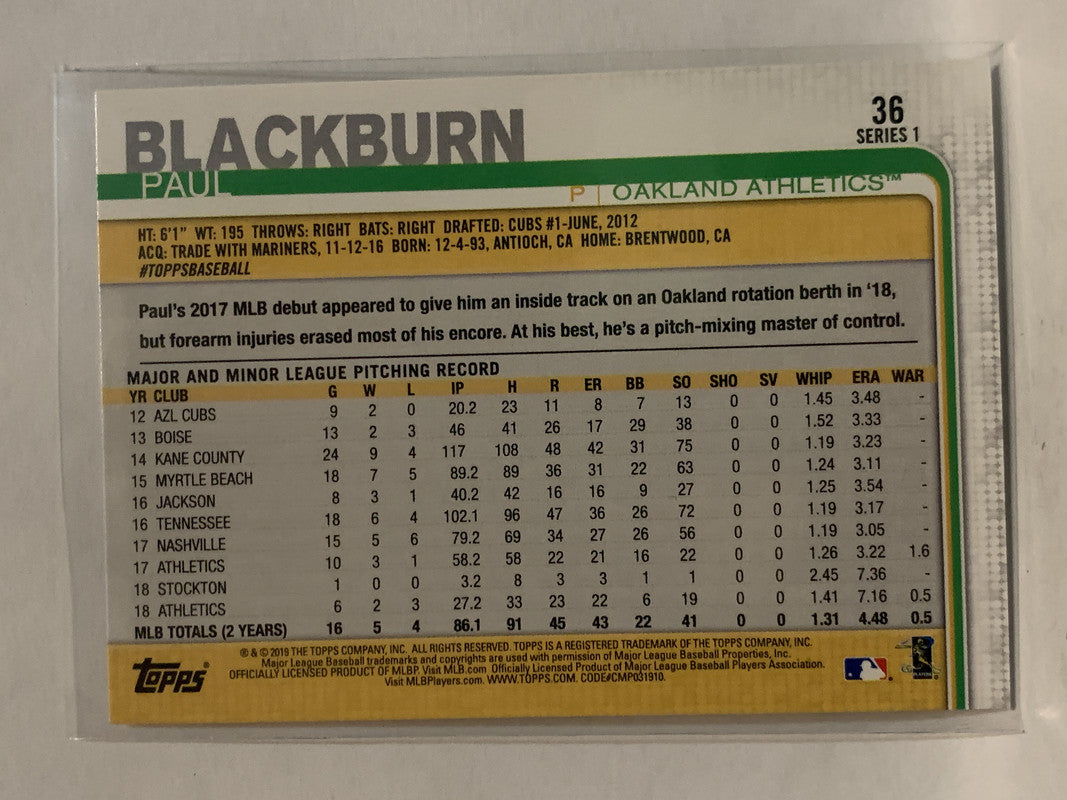 BLACKBURN
PAUL
36
SERIES 1
P | OAKLAND ATHLETICS™
HT: 6'1" WT: 195 THROWS: RIGHT BATS: RIGHT DRAFTED: CUBS #1-JUNE, 2012
ACQ: TRADE WITH MARINERS, 11-12-16 BORN: 12-4-93, ANTIOCH, CA HOME: BRENTWOOD, CA
#TOPPSBASEBALL
Paul's 2017 MLB debut appeared to give him an inside track on an Oakland rotation berth in '18,
but forearm injuries erased most of his encore. At his best, he's a pitch-mixing master of control.
MAJOR AND MINOR LEAGUE PITCHING RECORD
YR CLUB G W L IP H R ER BB SO SHO SV WHIP ERA WAR
12 AZL CUBS 9 2 0 20.2 23 11 8 7 13 0 0 1.45 3.48 -
13 BOISE 13 2 3 46 41 26 17 29 38 0 0 1.52 3.33 -
14 KANE COUNTY 24 9 4 117 108 48 42 31 75 0 0 1.19 3.23 -
15 MYRTLE BEACH 18 7 5 89.2 89 36 31 22 63 0 0 1.24 3.11 -
16 JACKSON 8 3 1 40.2 42 16 16 9 27 0 0 1.25 3.54 -
16 TENNESSEE 18 6 4 102.1 96 47 36 26 72 0 0 1.19 3.17 -
17 NASHVILLE 15 5 6 79.2 69 34 27 26 56 0 0 1.19 3.05 -
17 ATHLETICS 10 3 1 58.2 58 22 21 16 22 0 0 1.26 3.22 1.6
18 STOCKTON 1 0 0 3.2 8 3 3 1 1 0 0 2.45 7.36 -
18 ATHLETICS 6 2 3 27.2 33 23 22 6 19 0 0 1.41 7.16 0.5
MLB TOTALS (2 YEARS) 16 5 4 86.1 91 45 43 22 41 0 0 1.31 4.48 0.5
® & © 2019 THE TOPPS COMPANY, INC. ALL RIGHTS RESERVED. TOPPS IS A REGISTERED TRADEMARK OF THE TOPPS COMPANY, INC.
Major League Baseball trademarks and copyrights are used with permission of Major League Baseball Properties, Inc.
OFFICIALLY LICENSED PRODUCT OF MLBP. Visit MLB.com Officially Licensed Product of Major League Baseball Players Association.
Visit MLBPlayers.com. WWW.TOPPS.COM. CODE#CMP031910.
Topps®